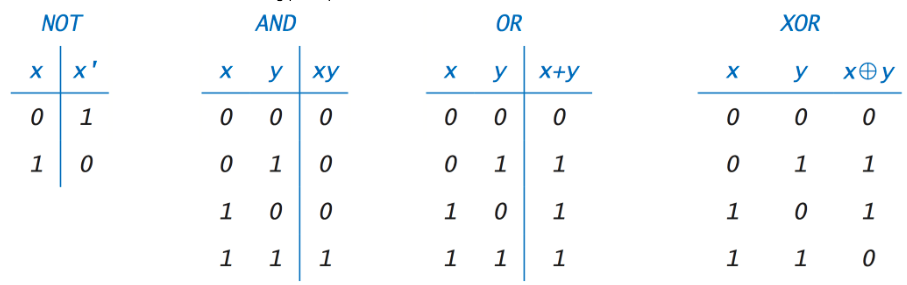 NOT AND OR XOR
x x' x y xy x y x+y x y x⊕y
0 1 0 0 0 0 0 0 0 0 0
1 0 0 1 0 0 1 1 0 1 1
1 0 0 1 0 1 1 0 1
1 1 1 1 1 1 1 1 0